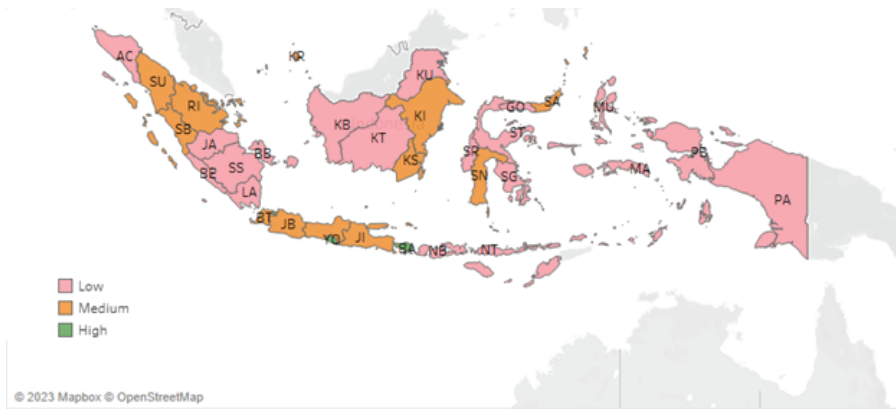 KR
AC
KU
SU
RI
GO
SA
MU
KI
SB
KB
KT
ST
JA
BB
SR
PB
BE
SS
KS
SN
SG
MA
LA
PA
BT
JB
YO
JI
BA
NB
NT
Low
Medium
High
© 2023 Mapbox © OpenStreetMap